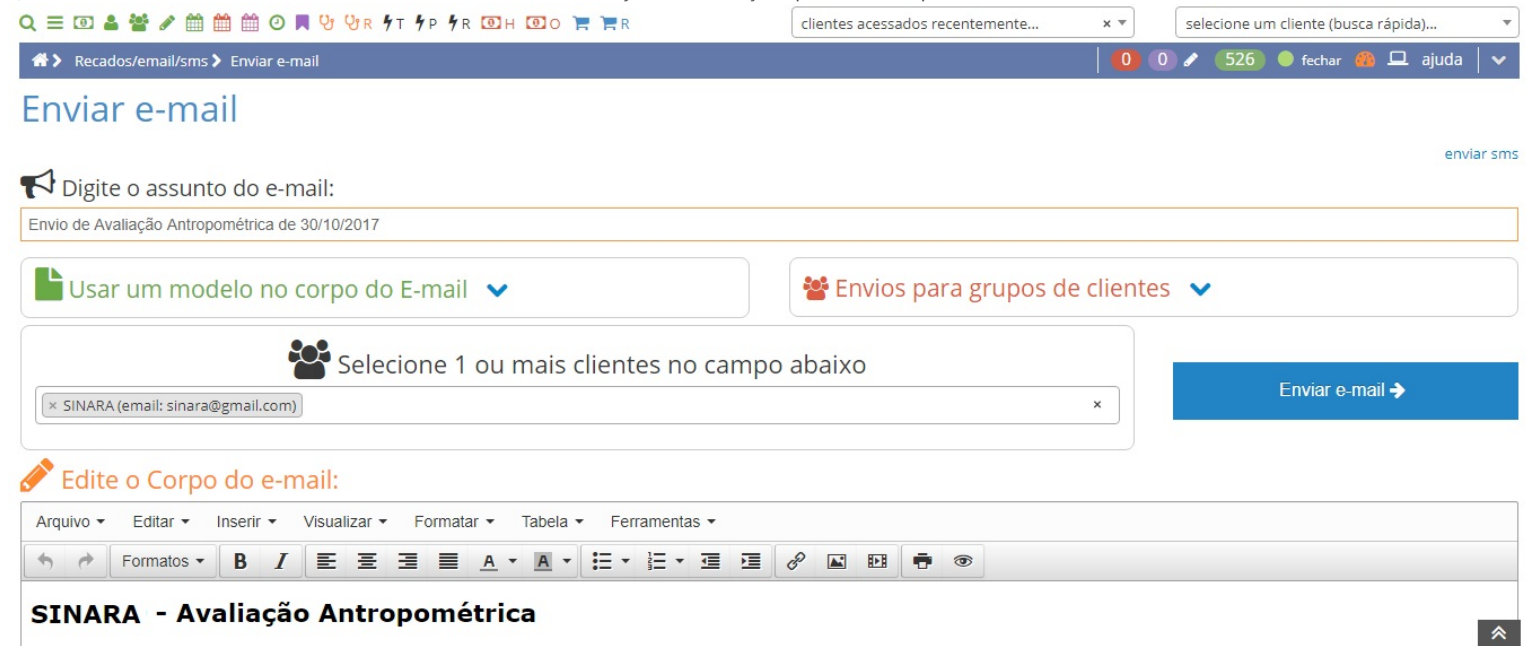 R T P R H O R clientes acessados recentemente... × selecione um cliente (busca rápida)...
Recados/email/sms Enviar e-mail 0 0 526 fechar ajuda
Enviar e-mail
enviar sms
Digite o assunto do e-mail:
Envio de Avaliação Antropométrica de 30/10/2017
Usar um modelo no corpo do E-mail Envios para grupos de clientes
Selecione 1 ou mais clientes no campo abaixo
× SINARA (email: sinara@gmail.com) ×
Enviar e-mail
Edite o Corpo do e-mail:
Arquivo Editar Inserir Visualizar Formatar Tabela Ferramentas
Formatos B I A A
SINARA - Avaliação Antropométrica